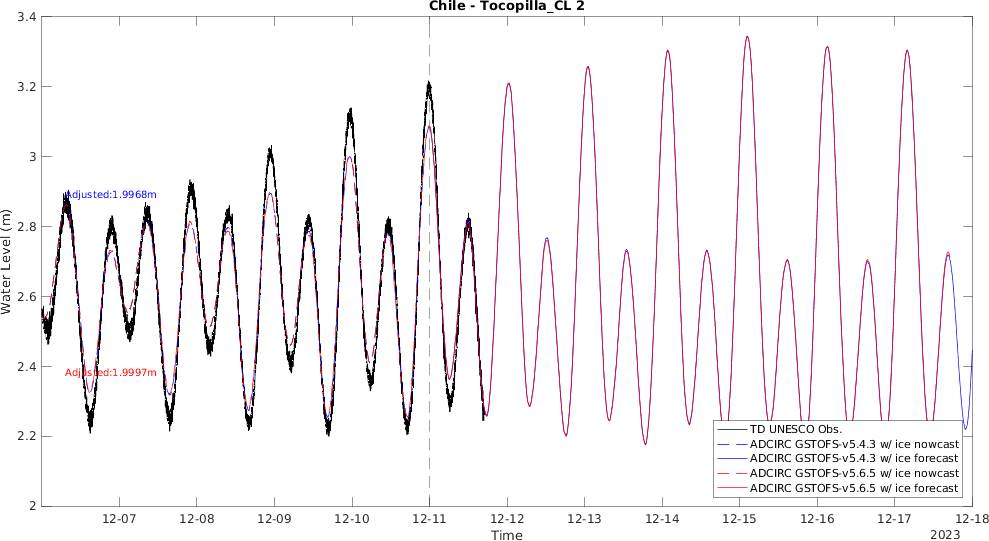 Chile - Tocopilla_CL 2
Water Level (m)
3.4
3.2
3
2.8
2.6
2.4
2.2
2
Adjusted:1.9968m
Adjusted:1.9997m
TD UNESCO Obs.
ADCIRC GSTOFS-v5.4.3 w/ ice nowcast
ADCIRC GSTOFS-v5.4.3 w/ ice forecast
ADCIRC GSTOFS-v5.6.5 w/ ice nowcast
ADCIRC GSTOFS-v5.6.5 w/ ice forecast
12-07 12-08 12-09 12-10 12-11 12-12 12-13 12-14 12-15 12-16 12-17 12-18
Time
2023